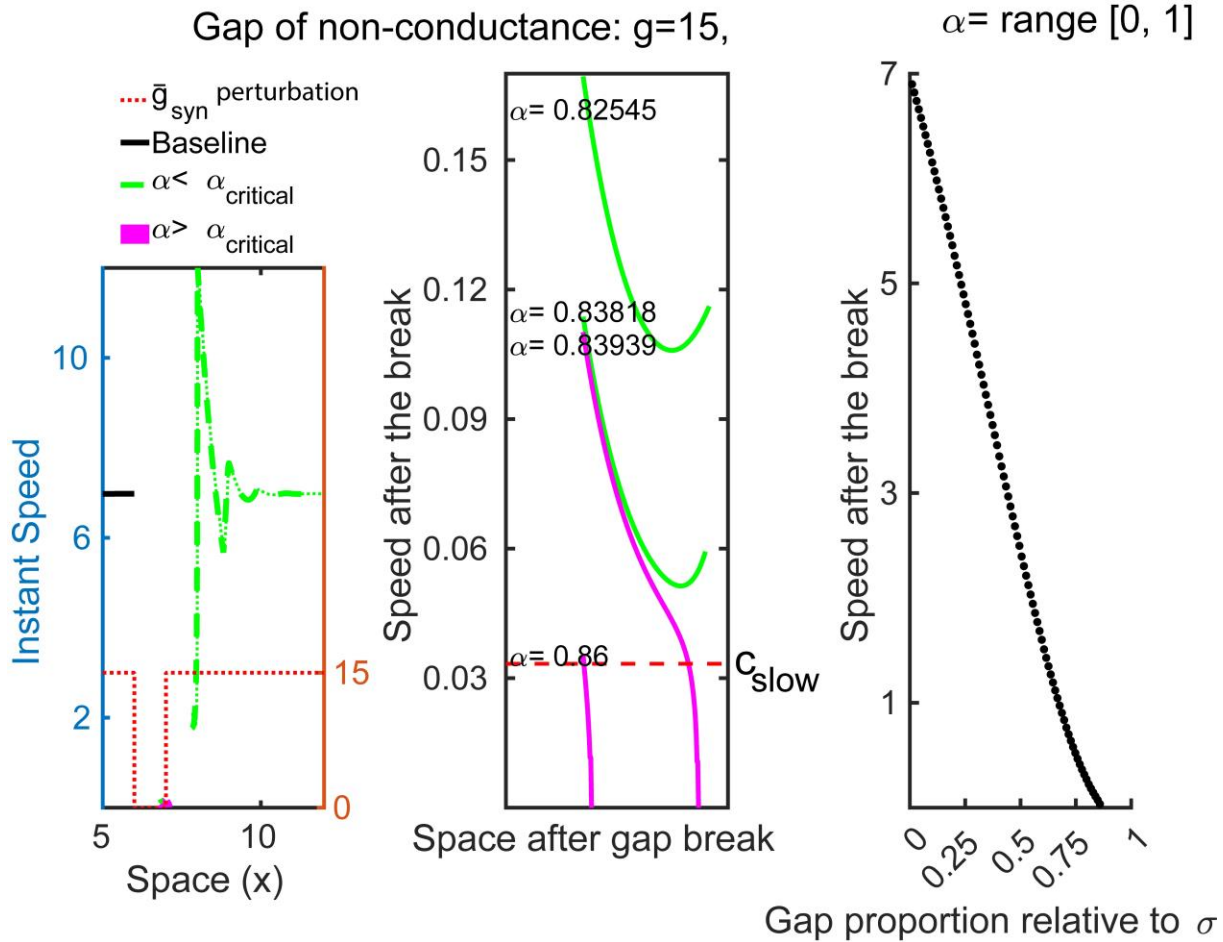 Gap of non-conductance: g=15,
α= range [0, 1]
ḡsyn perturbation
Baseline
α< αcritical
α> αcritical
Instant Speed
10
6
2
15
0
5
10
Space (x)
Speed after the break
0.15
0.12
0.09
0.06
0.03
α= 0.82545
α= 0.83818
α= 0.83939
α= 0.86
cslow
Space after gap break
Speed after the break
7
5
3
1
0
0.25
0.5
0.75
1
Gap proportion relative to σ